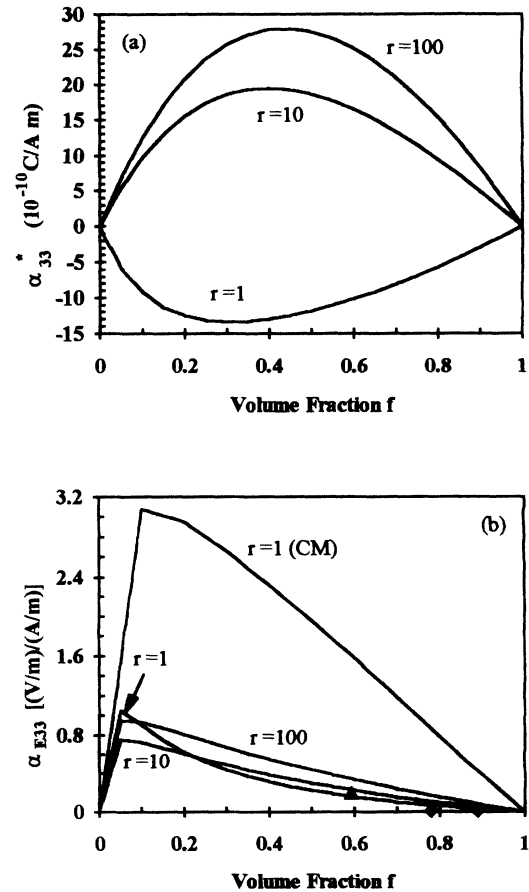 30
(a)
25
r =100
20
15
r =10
10
5
0
-5
r =1
-10
-15
α*33 (10⁻¹⁰C/A m)
0 0.2 0.4 0.6 0.8 1
Volume Fraction f
3.2
(b)
r =1 (CM)
2.4
1.6
r =1
0.8
r =100
r =10
0
αE33 [(V/m)/(A/m)]
0 0.2 0.4 0.6 0.8 1
Volume Fraction f